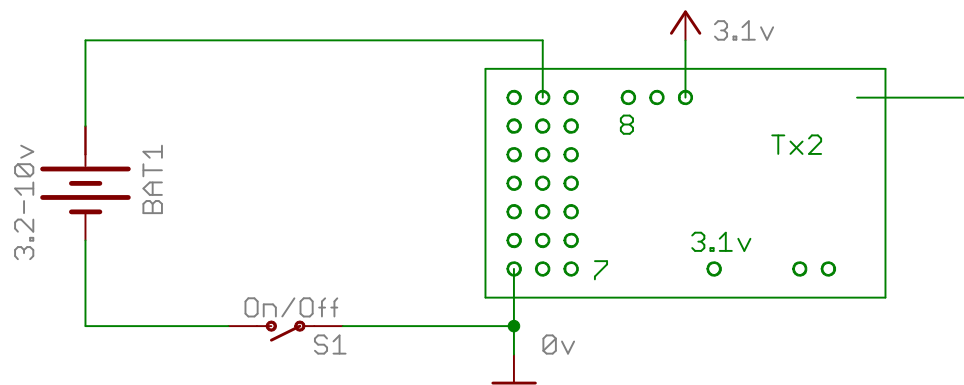 3.1v
8
Tx2
3.2-10v
BAT1
3.1v
7
On/Off
S1
0v